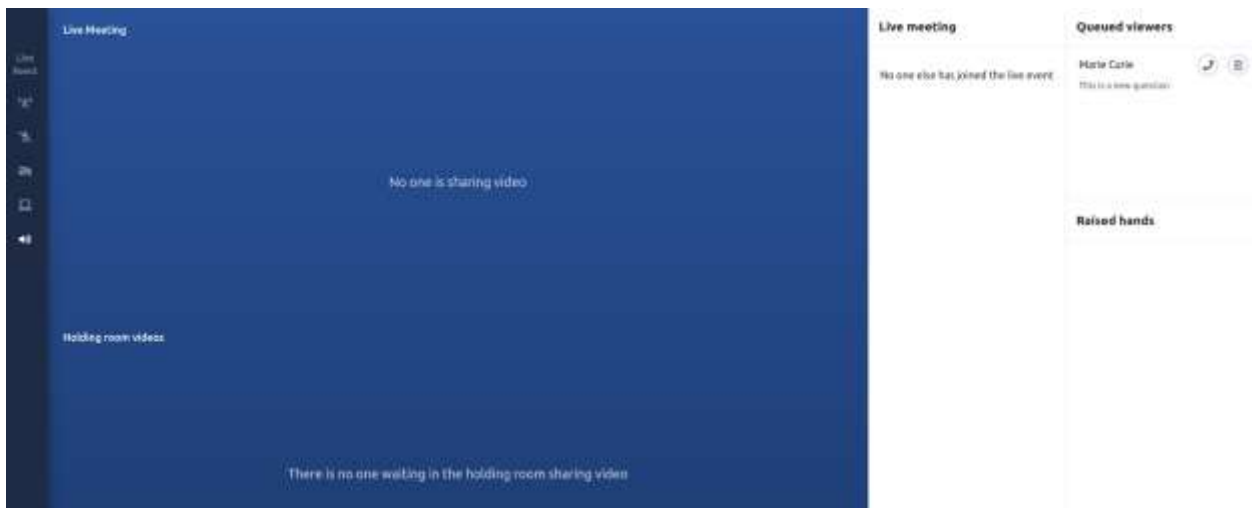 Live Meeting
Live
No one is sharing video
Holding room videos
There is no one waiting in the holding room sharing video
Live meeting
No one else has joined the live event
Queued viewers
Marie Curie
This is a new question
Raised hands